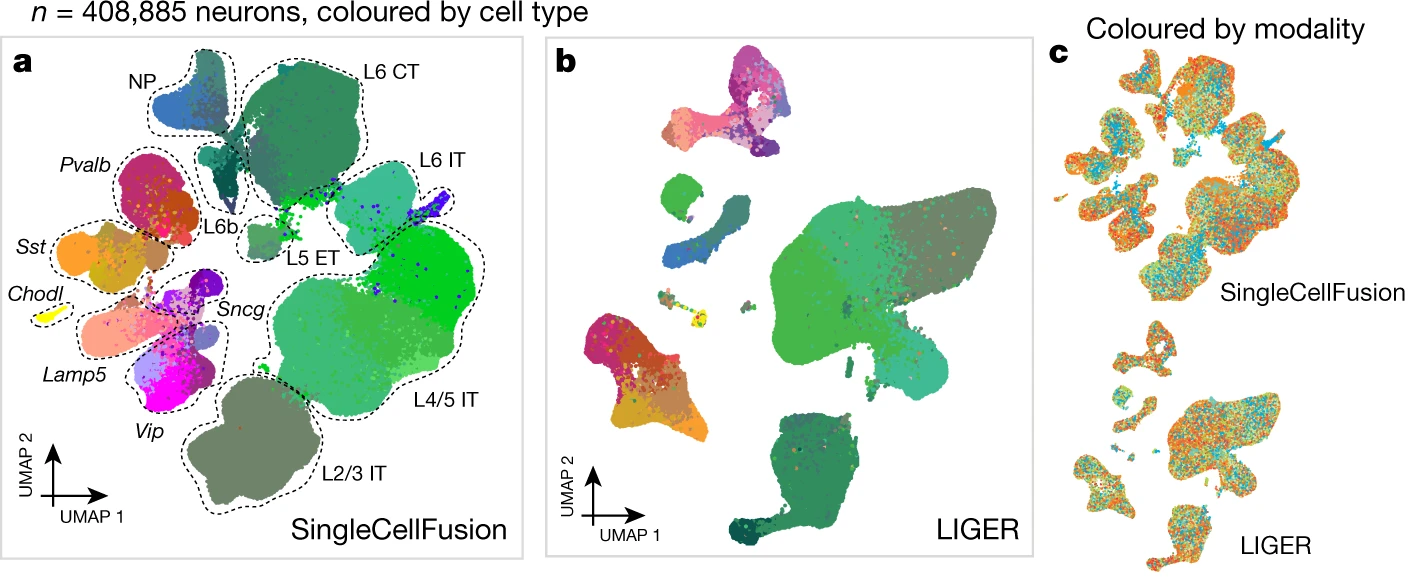 n = 408,885 neurons, coloured by cell type
a
NP
L6 CT
Pvalb
L6 IT
L6b
Sst
L5 ET
Chodl
Sncg
Lamp5
L4/5 IT
Vip
L2/3 IT
UMAP 2
UMAP 1
SingleCellFusion
b
UMAP 2
UMAP 1
LIGER
Coloured by modality
c
SingleCellFusion
LIGER